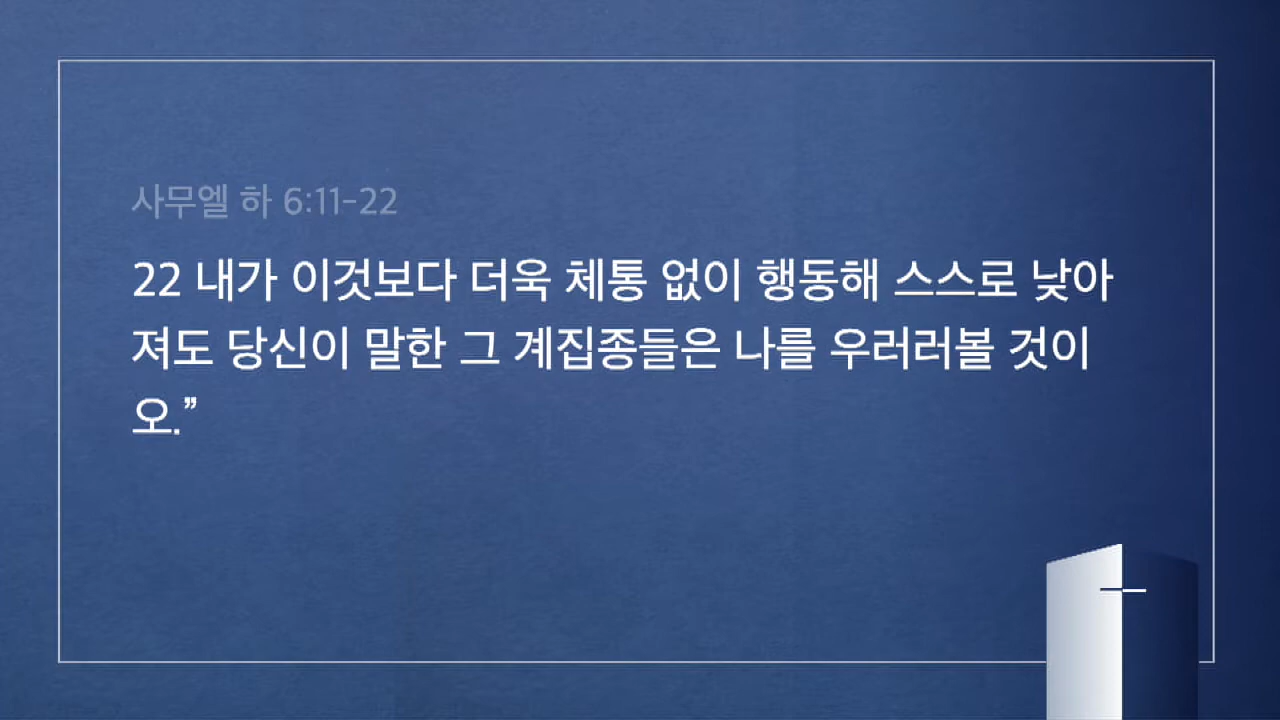 사무엘 하 6:11-22
22 내가 이것보다 더욱 체통 없이 행동해 스스로 낮아
져도 당신이 말한 그 계집종들은 나를 우러러볼 것이
오.”